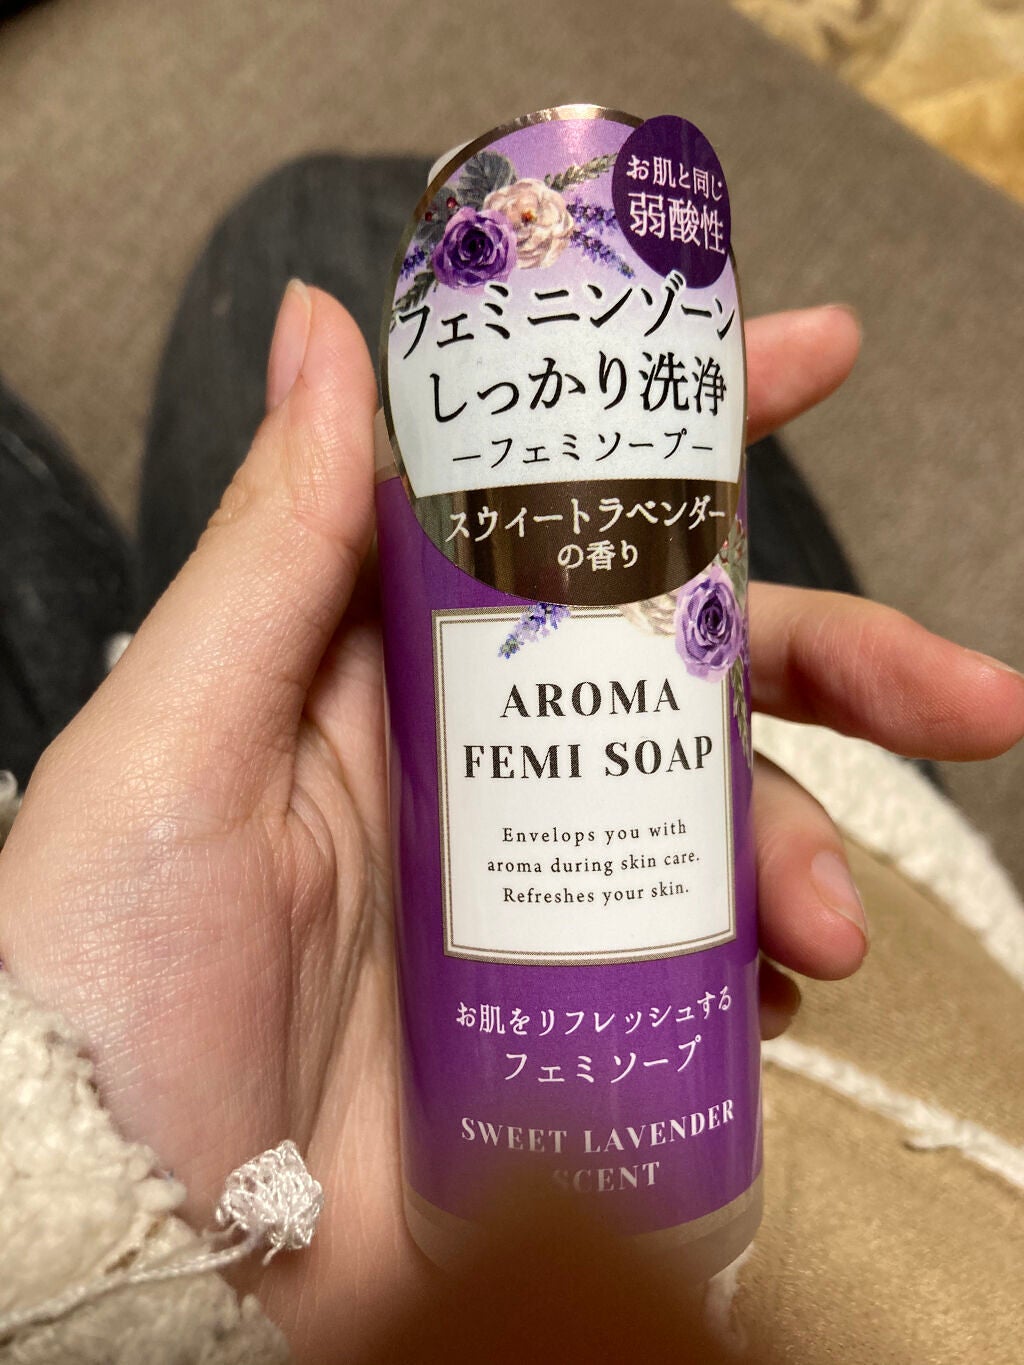 お肌と同じ
弱酸性
フェミニンゾーン
しっかり洗浄
―フェミソープ―
スウィートラベンダー
の香り
AROMA
FEMI SOAP
Envelops you with
aroma during skin care.
Refreshes your skin.
お肌をリフレッシュする
フェミソープ
SWEET LAVENDER
SCENT